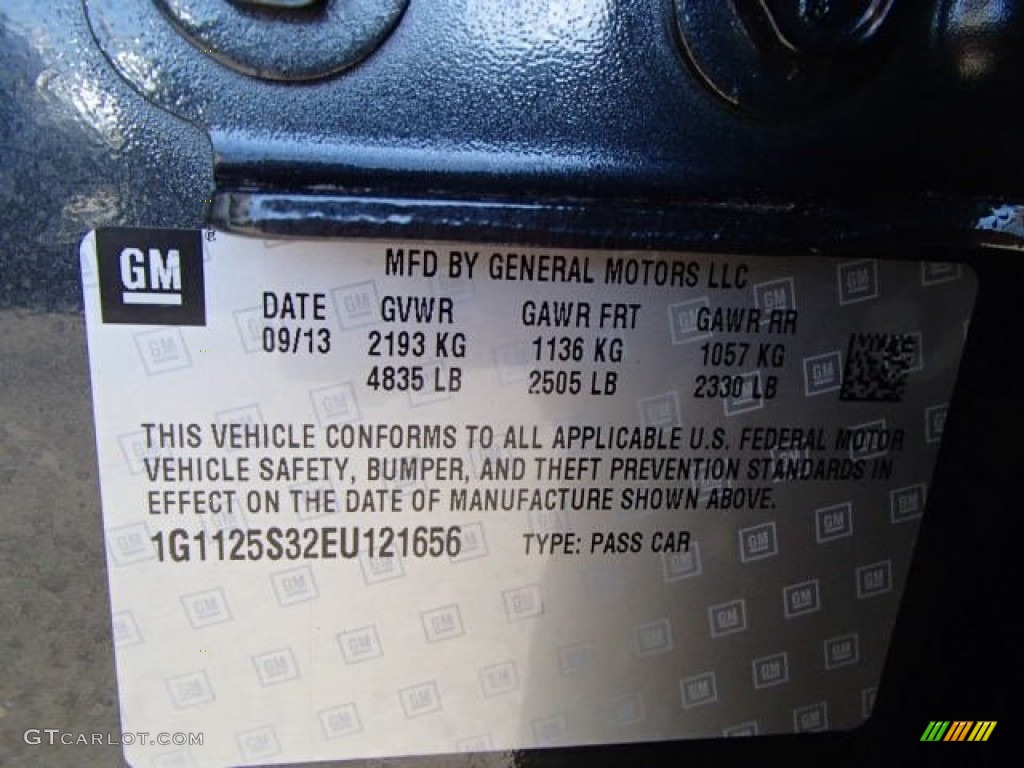 GM
MFD BY GENERAL MOTORS LLC
DATE GVWR GAWR FRT GAWR RR
09/13 2193 KG 1136 KG 1057 KG
4835 LB 2505 LB 2330 LB
THIS VEHICLE CONFORMS TO ALL APPLICABLE U.S. FEDERAL MOTOR
VEHICLE SAFETY, BUMPER, AND THEFT PREVENTION STANDARDS IN
EFFECT ON THE DATE OF MANUFACTURE SHOWN ABOVE.
1G1125S32EU121656 TYPE: PASS CAR
GTCARLOT.COM